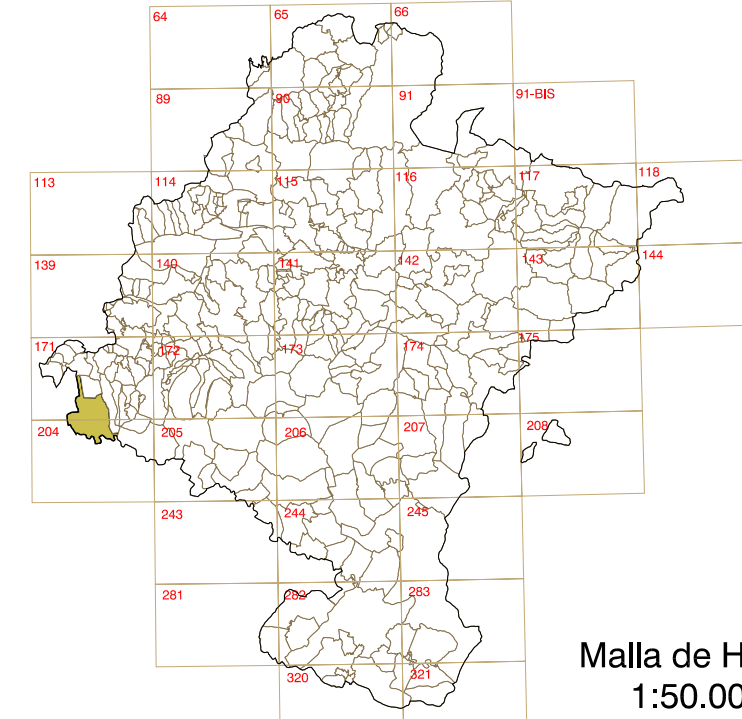 64 65 66
89 90 91 91-BIS
113 114 115 116 117 118
139 140 141 142 143 144
171 172 173 174 175
204 205 206 207 208
243 244 245
281 282 283
320 321
Malla de H
1:50.00